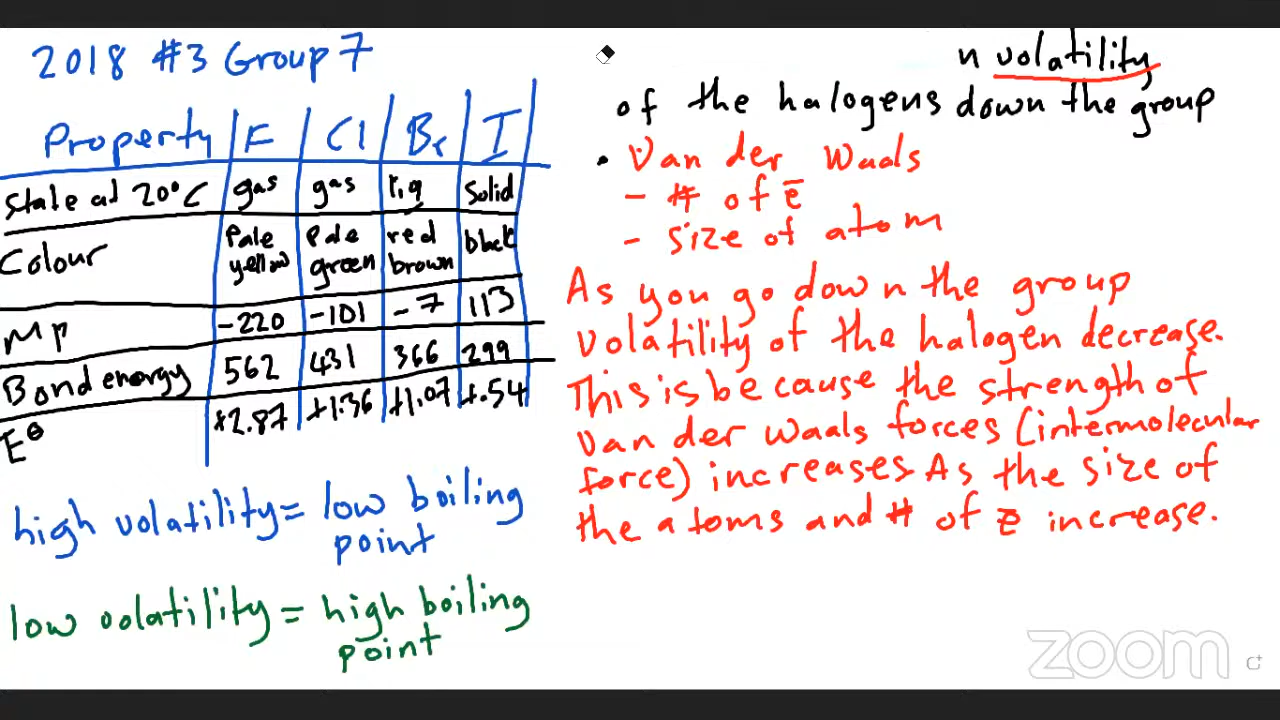 2018 #3 Group 7
Property F Cl Br I
State at 20°C gas gas liq Solid
Colour Pale yellow Pale green red brown black
Mp -220 -101 -7 113
Bond energy 562 431 366 299
E⊖ +2.87 +1.36 +1.07 +.54
high volatility = low boiling
point
low volatility = high boiling
point
n volatility
of the halogens down the group
• Van der Waals
- # of ē
- size of atom
As you go down the group
volatility of the halogen decrease.
This is because the strength of
van der waals forces (intermolecular
force) increases As the size of
the atoms and # of ē increase.
zoom